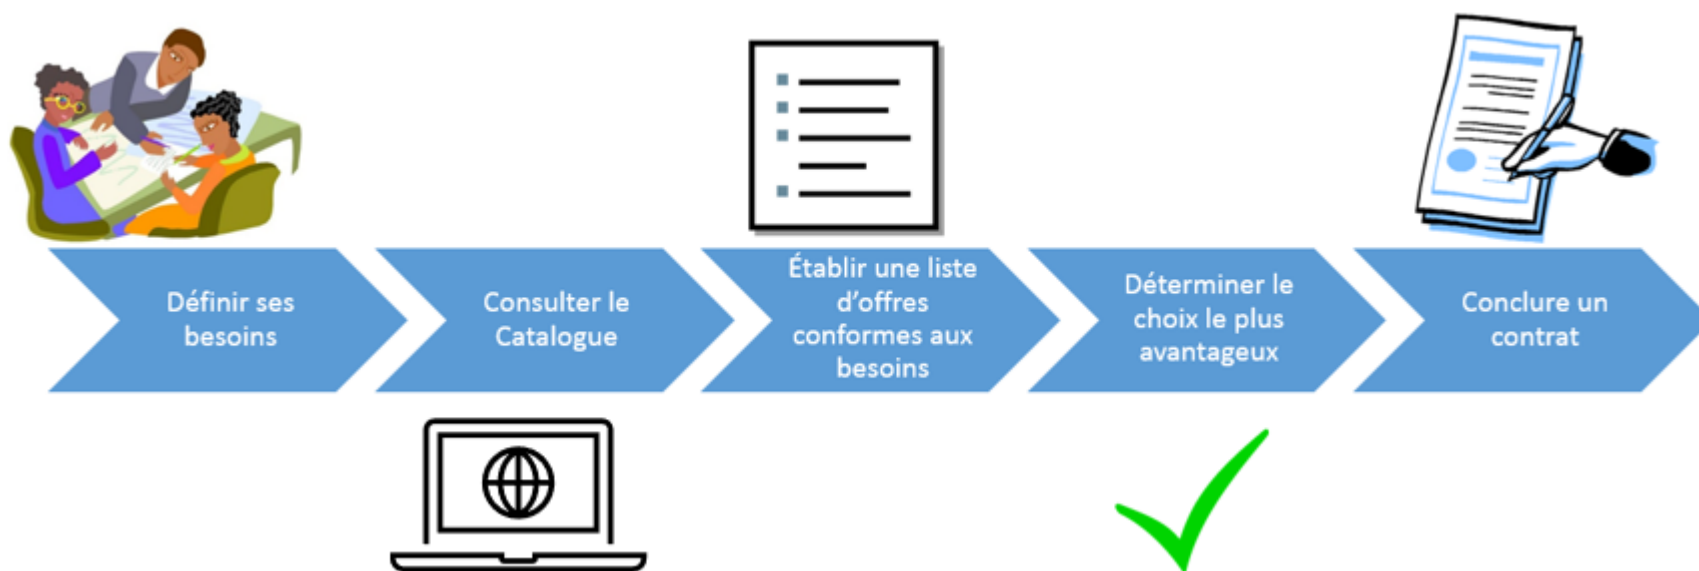 Définir ses
besoins
Consulter le
Catalogue
Établir une liste
d'offres
conformes aux
besoins
Déterminer le
choix le plus
avantageux
Conclure un
contrat